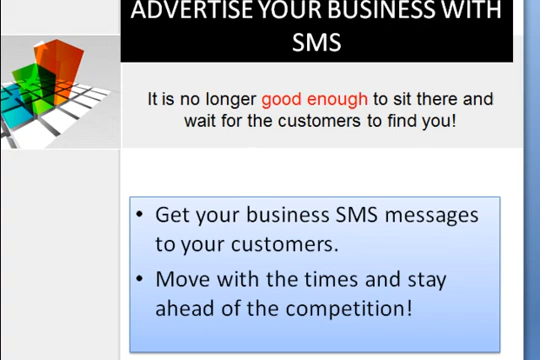 ADVERTISE YOUR BUSINESS WITH
SMS
It is no longer good enough to sit there and
wait for the customers to find you!
• Get your business SMS messages
to your customers.
• Move with the times and stay
ahead of the competition!